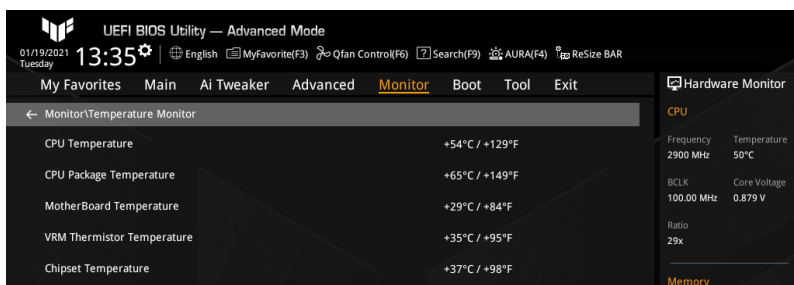 UEFI BIOS Utility — Advanced Mode
01/19/2021 Tuesday 13:35 English MyFavorite(F3) Qfan Control(F6) ? Search(F9) AURA(F4) ReSize BAR
My Favorites Main Ai Tweaker Advanced Monitor Boot Tool Exit
Hardware Monitor
← Monitor\Temperature Monitor
CPU Temperature +54°C / +129°F
CPU Package Temperature +65°C / +149°F
MotherBoard Temperature +29°C / +84°F
VRM Thermistor Temperature +35°C / +95°F
Chipset Temperature +37°C / +98°F
CPU
Frequency Temperature
2900 MHz 50°C
BCLK Core Voltage
100.00 MHz 0.879 V
Ratio
29x
Memory